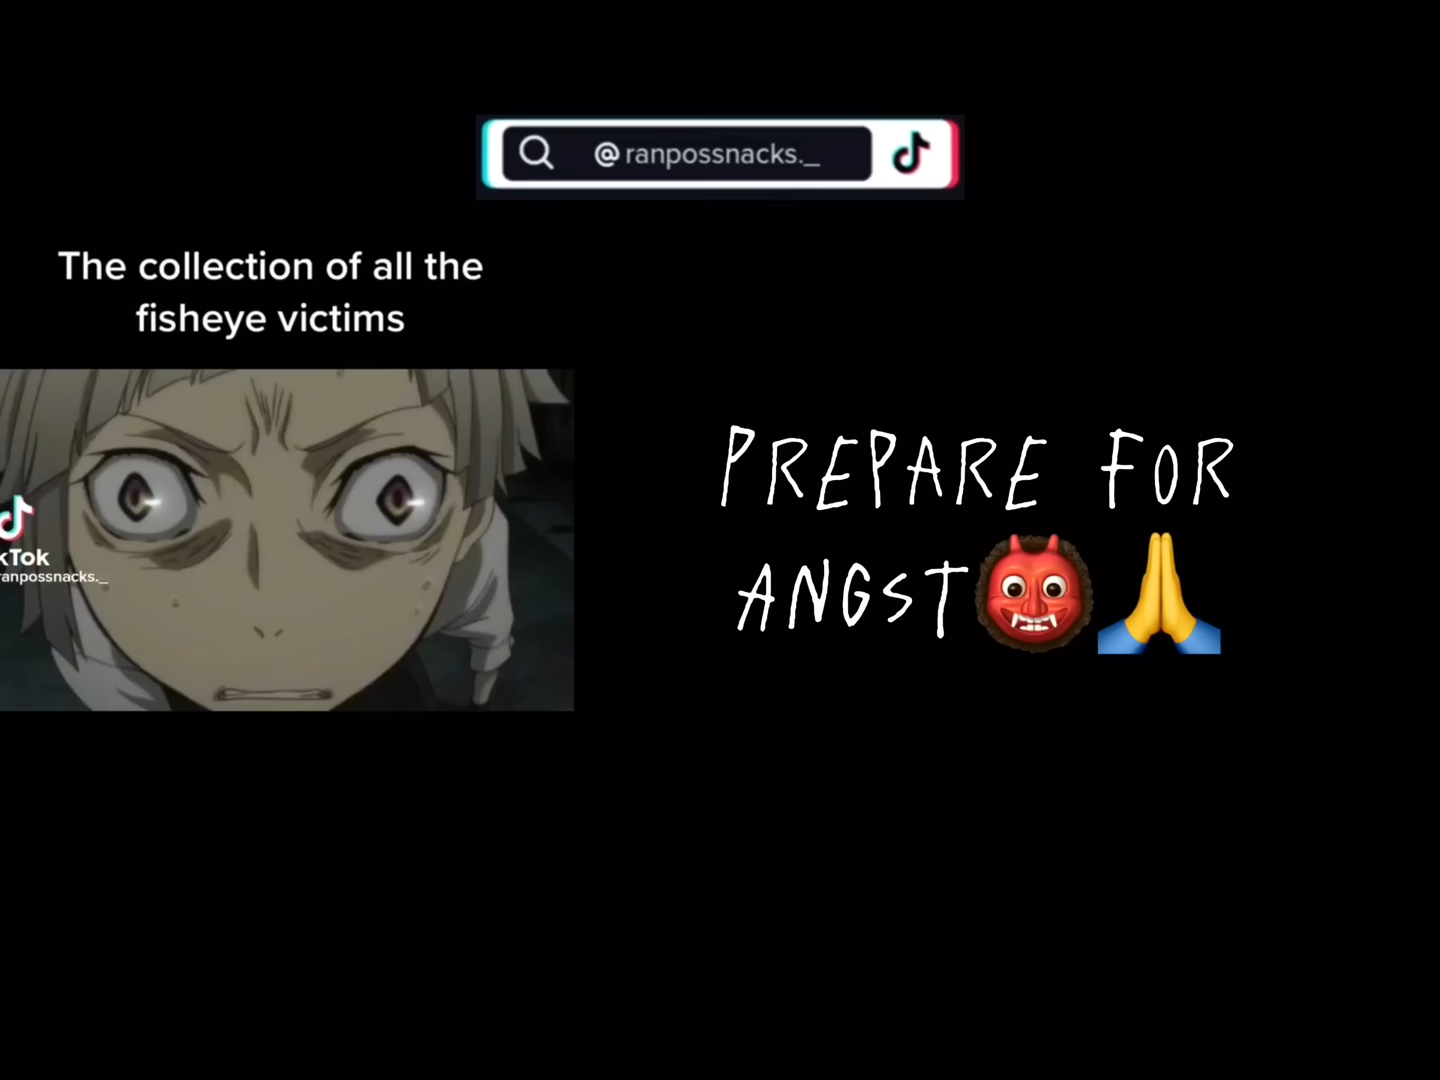 @ranpossnacks._
The collection of all the
fisheye victims
kTok
ranpossnacks._
PREPARE FOR
ANGST👹🙏